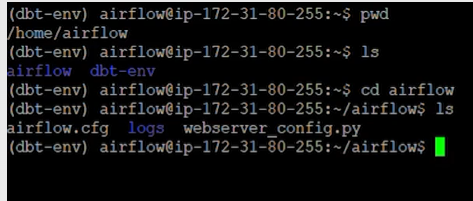 (dbt-env) airflow@ip-172-31-80-255:~$ pwd
/home/airflow
(dbt-env) airflow@ip-172-31-80-255:~$ ls
airflow  dbt-env
(dbt-env) airflow@ip-172-31-80-255:~$ cd airflow
(dbt-env) airflow@ip-172-31-80-255:~/airflow$ ls
airflow.cfg  logs  webserver_config.py
(dbt-env) airflow@ip-172-31-80-255:~/airflow$